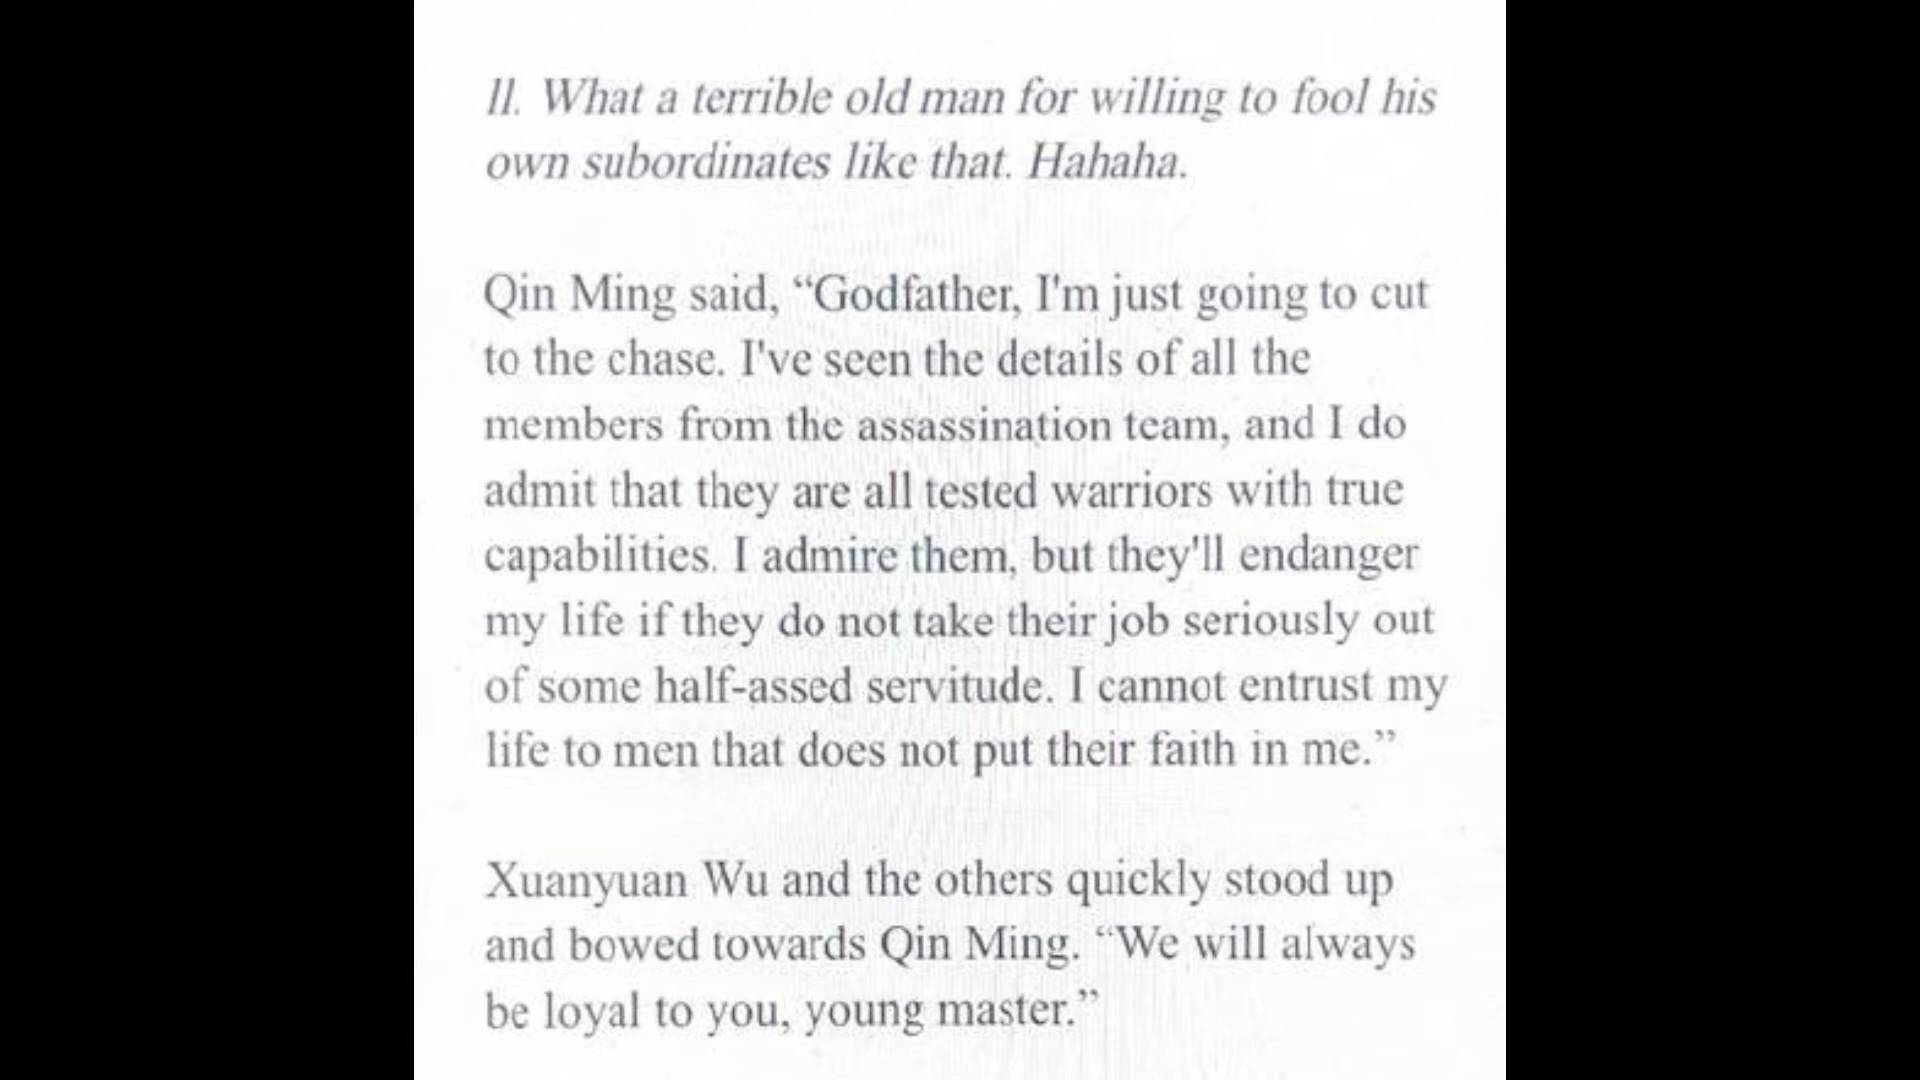 ll. What a terrible old man for willing to fool his
own subordinates like that. Hahaha.
Qin Ming said, “Godfather, I'm just going to cut
to the chase. I've seen the details of all the
members from the assassination team, and I do
admit that they are all tested warriors with true
capabilities. I admire them, but they'll endanger
my life if they do not take their job seriously out
of some half-assed servitude. I cannot entrust my
life to men that does not put their faith in me.”
Xuanyuan Wu and the others quickly stood up
and bowed towards Qin Ming. “We will always
be loyal to you, young master.”